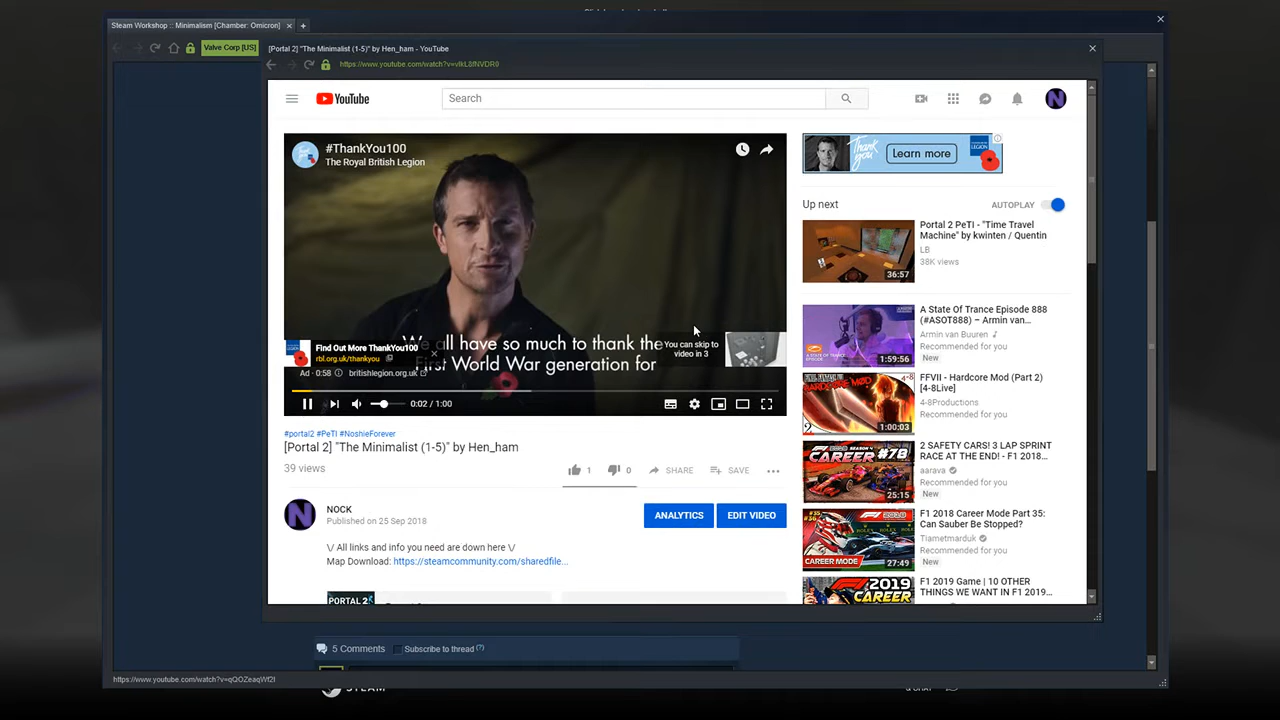 Steam Workshop :: Minimalism [Chamber: Omicron]
Valve Corp [US]
[Portal 2] "The Minimalist (1-5)" by Hen_ham - YouTube
https://www.youtube.com/watch?v=vIkL8fNVDR0
YouTube
Search
N
#ThankYou100
The Royal British Legion
We all have so much to thank the
First World War generation for
Find Out More ThankYou100
rbl.org.uk/thankyou
You can skip to
video in 3
Ad · 0:58
britishlegion.org.uk
0:02 / 1:00
#portal2 #PeTI #NoshieForever
[Portal 2] "The Minimalist (1-5)" by Hen_ham
39 views
1
0
SHARE
SAVE
N
NOCK
Published on 25 Sep 2018
ANALYTICS
EDIT VIDEO
\/ All links and info you need are down here \/
Map Download: https://steamcommunity.com/sharedfile...
PORTAL 2
Thank you
Learn more
LEGION
Up next
AUTOPLAY
Portal 2 PeTI - "Time Travel
Machine" by kwinten / Quentin
LB
38K views
36:57
A State Of Trance Episode 888
(#ASOT888) – Armin van...
Armin van Buuren
Recommended for you
New
1:59:56
FFVII - Hardcore Mod (Part 2)
[4-8Live]
4-8Productions
Recommended for you
1:00:03
2 SAFETY CARS! 3 LAP SPRINT
RACE AT THE END! - F1 2018...
aarava
Recommended for you
New
CAREER #78
25:15
F1 2018 Career Mode Part 35:
Can Sauber Be Stopped?
Tiametmarduk
Recommended for you
New
CAREER MODE
27:49
F1 2019 Game | 10 OTHER
THINGS WE WANT IN F1 2019...
2019
CAREER
5 Comments
Subscribe to thread (?)
https://www.youtube.com/watch?v=qQOZeaqWf2I
STEAM